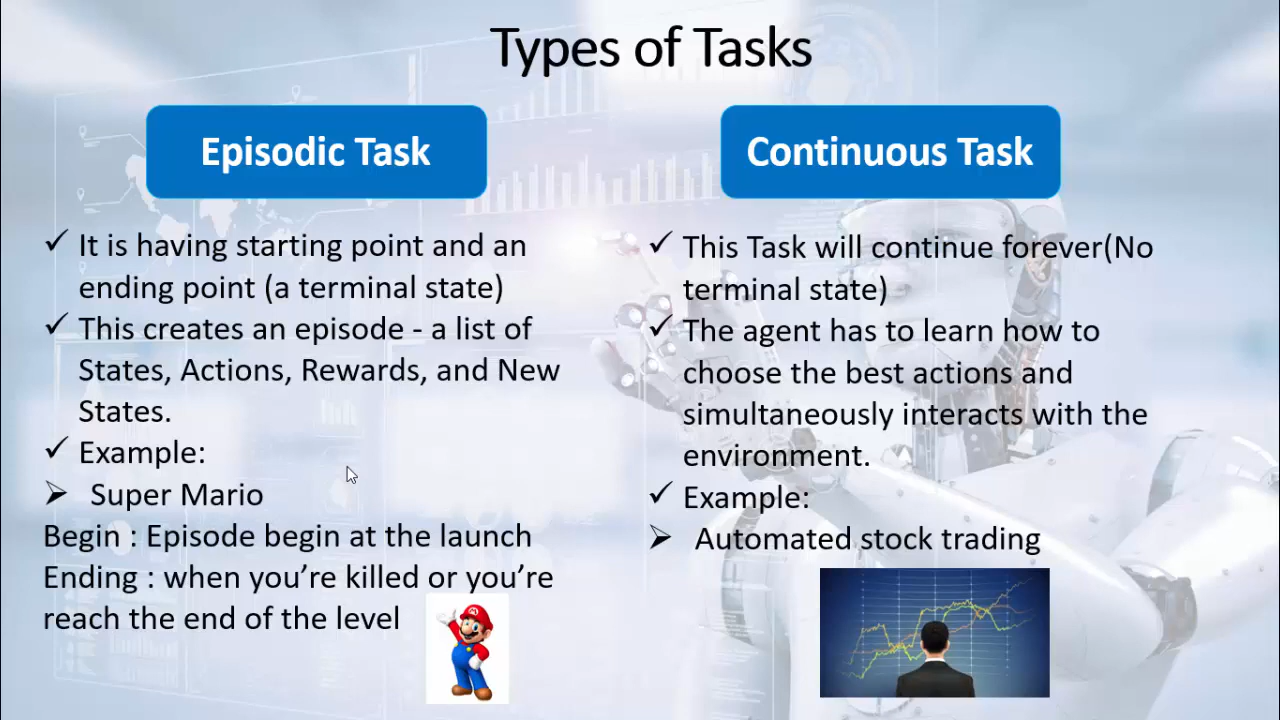 Types of Tasks
Episodic Task
✓ It is having starting point and an
ending point (a terminal state)
✓ This creates an episode - a list of
States, Actions, Rewards, and New
States.
✓ Example:
➢ Super Mario
Begin : Episode begin at the launch
Ending : when you’re killed or you’re
reach the end of the level
Continuous Task
✓ This Task will continue forever(No
terminal state)
✓ The agent has to learn how to
choose the best actions and
simultaneously interacts with the
environment.
✓ Example:
➢ Automated stock trading